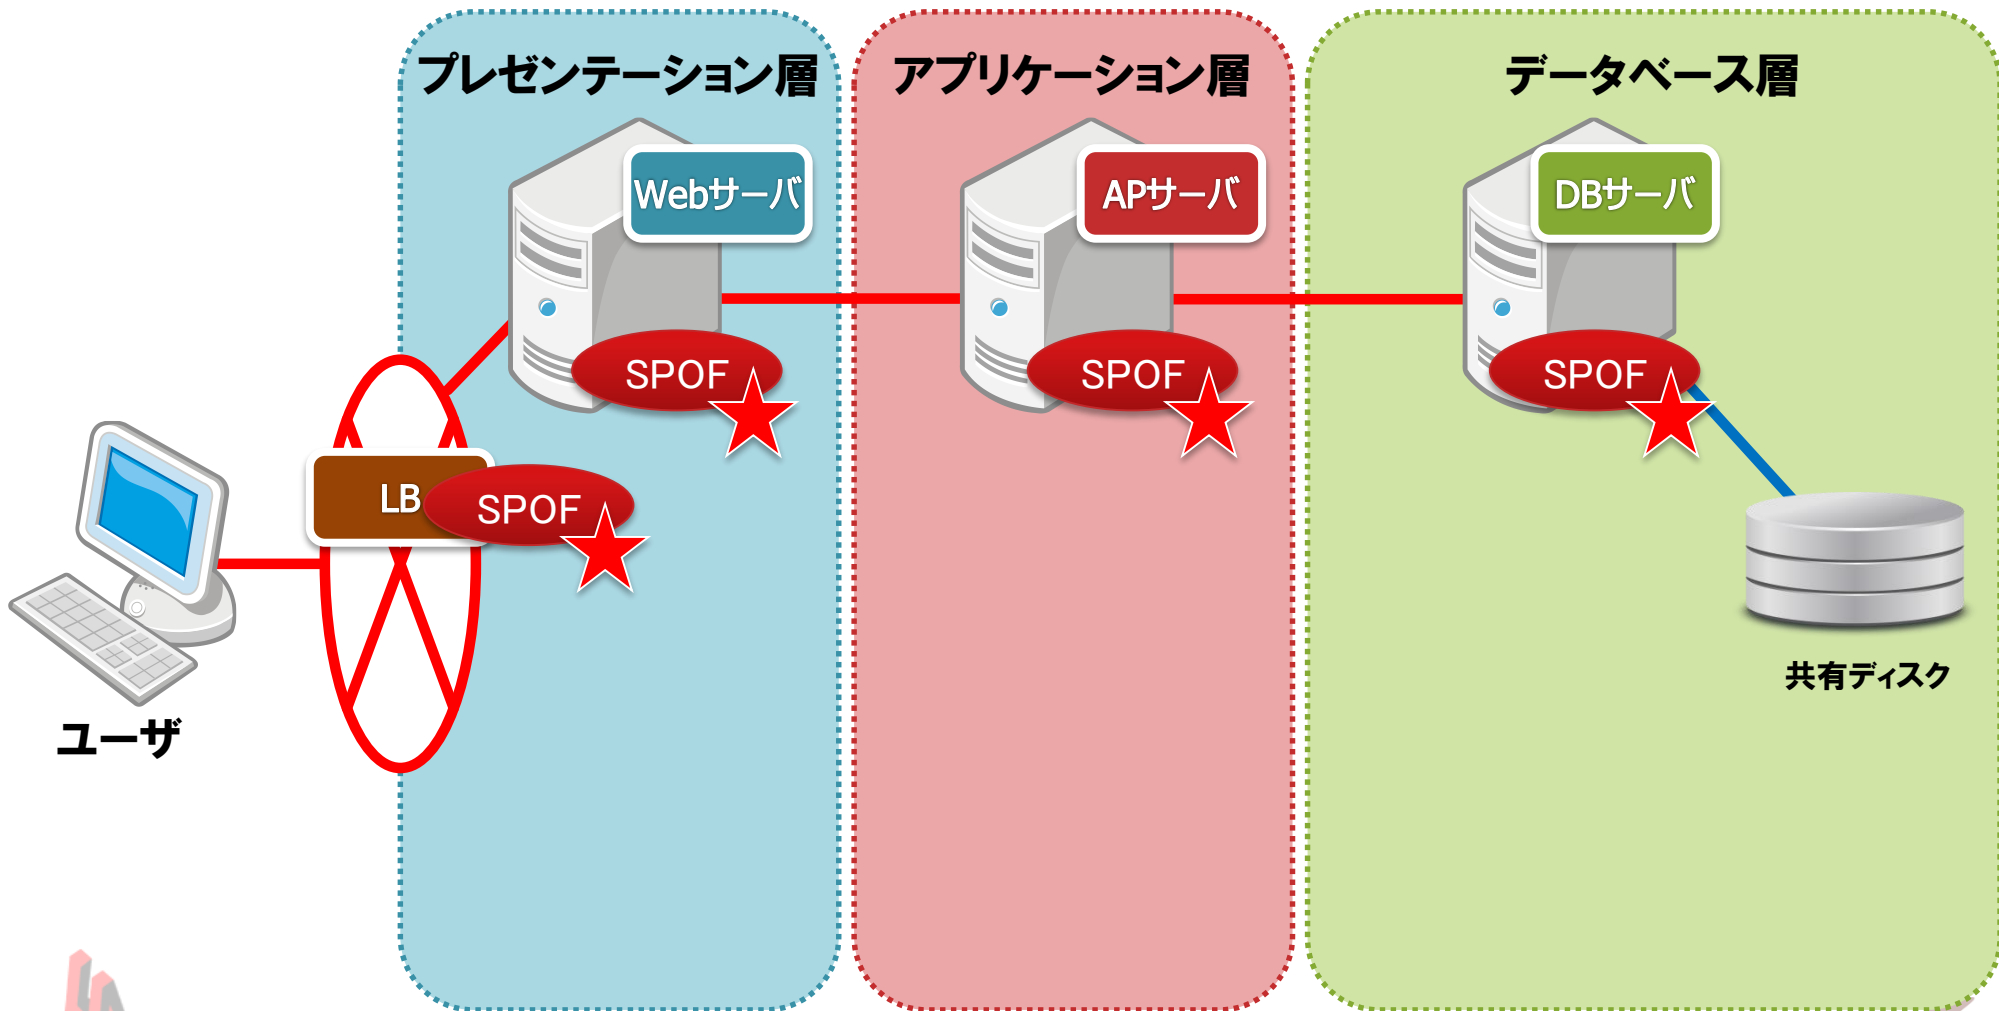 プレゼンテーション層
アプリケーション層
データベース層
Webサーバ
APサーバ
DBサーバ
SPOF
SPOF
SPOF
LB
SPOF
共有ディスク
ユーザ